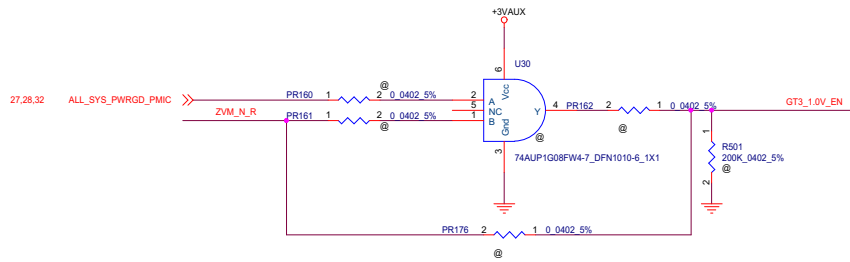 +3VAUX
U30
@
6
Vcc
27,28,32 ALL_SYS_PWRGD_PMIC PR160 1 2 0_0402_5% 2 A
5 NC Y 4 PR162 2 1 0_0402_5% GT3_1.0V_EN
ZVM_N_R PR161 1 2 0_0402_5% 1 B
@ Gnd @ @
3
74AUP1G08FW4-7_DFN1010-6_1X1
1
R501
200K_0402_5%
@
2
PR176 2 1 0_0402_5%
@